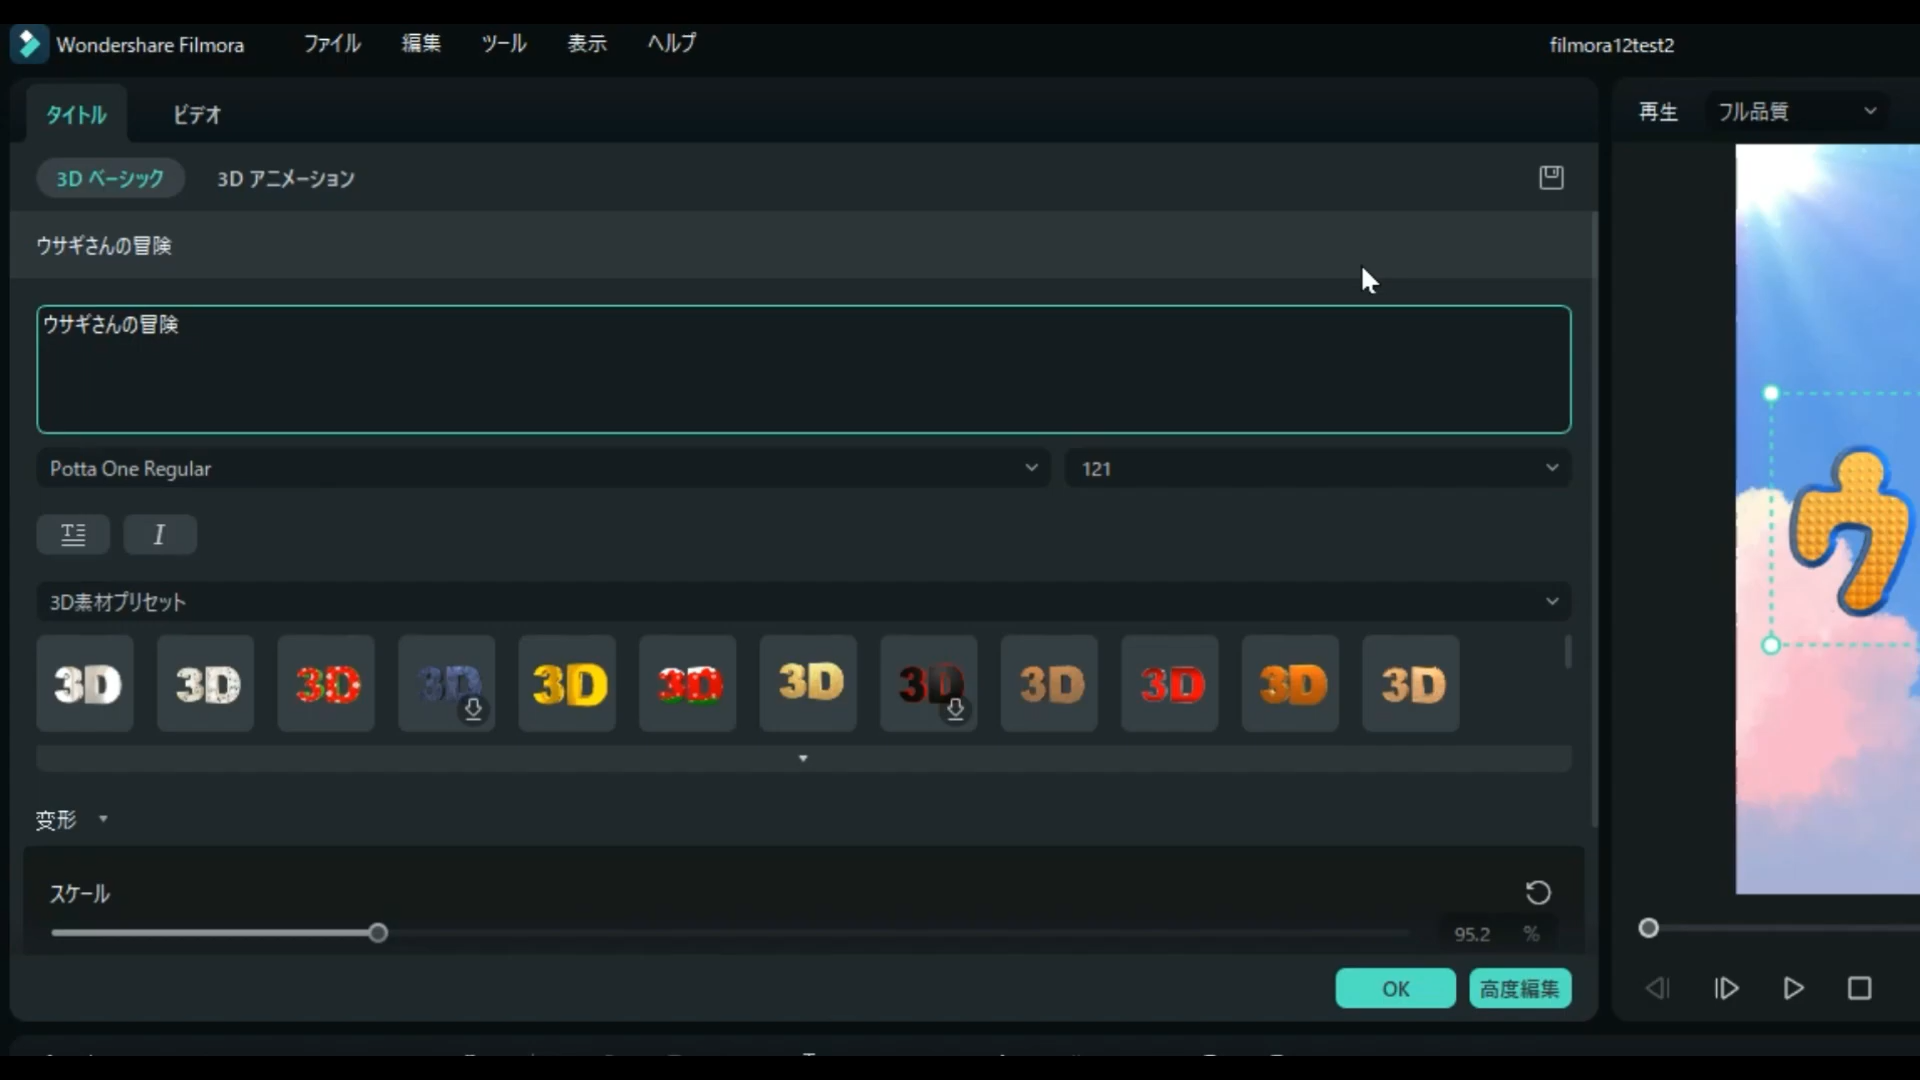 Wondershare Filmora ファイル 編集 ツール 表示 ヘルプ filmora12test2
タイトル ビデオ
再生 フル品質
3D ベーシック 3D アニメーション
ウサギさんの冒険
ウサギさんの冒険
Potta One Regular 121
T I
ウ
3D素材プリセット
3D 3D 3D 3D 3D 3D 3D 3D 3D 3D 3D 3D
変形
スケール
95.2 %
OK 高度編集